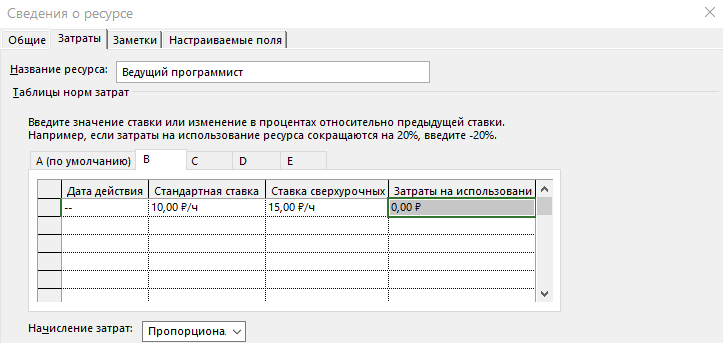 Сведения о ресурсе
Общие Затраты Заметки Настраиваемые поля
Название ресурса: Ведущий программист
Таблицы норм затрат
Введите значение ставки или изменение в процентах относительно предыдущей ставки.
Например, если затраты на использование ресурса сокращаются на 20%, введите -20%.
A (по умолчанию) B C D E
Дата действия Стандартная ставка Ставка сверхурочных Затраты на использовани
-- 10,00 ₽/ч 15,00 ₽/ч 0,00 ₽
Начисление затрат: Пропорциона.